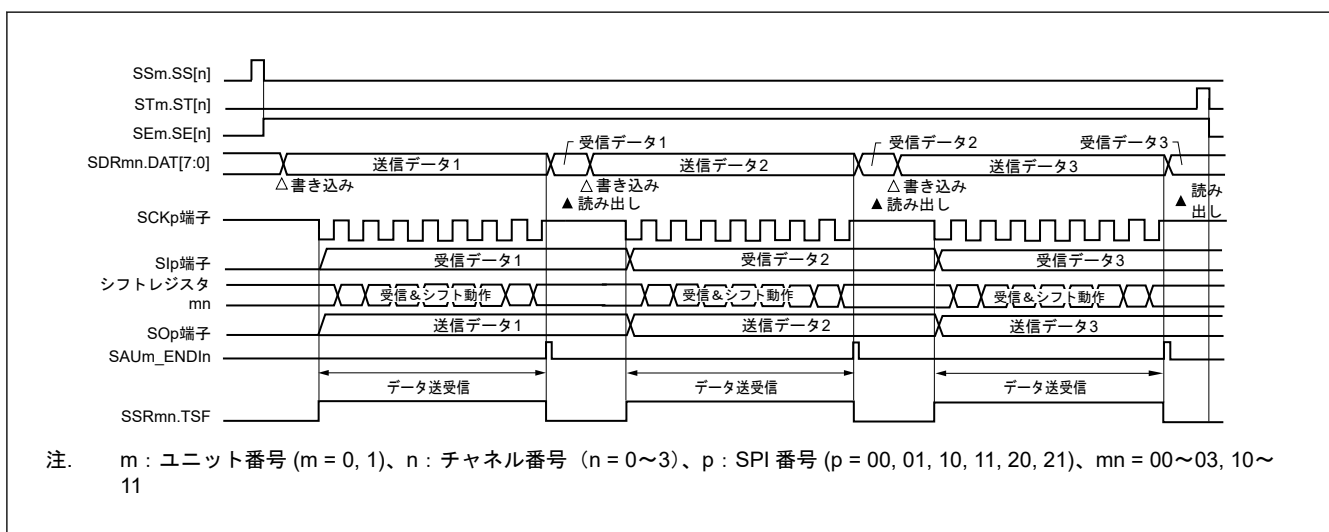 SSm.SS[n]
STm.ST[n]
SEm.SE[n]
受信データ1 受信データ2 受信データ3
SDRmn.DAT[7:0] 送信データ1 送信データ2 送信データ3
△書き込み △書き込み △書き込み
▲読み出し ▲読み出し ▲読み出し
SCKp端子
SIp端子 受信データ1 受信データ2 受信データ3
シフトレジスタmn 受信&シフト動作 受信&シフト動作 受信&シフト動作
SOp端子 送信データ1 送信データ2 送信データ3
SAUm_ENDIn
データ送受信 データ送受信 データ送受信
SSRmn.TSF
注. m：ユニット番号 (m = 0, 1)、n：チャネル番号（n = 0～3）、p：SPI 番号 (p = 00, 01, 10, 11, 20, 21)、mn = 00～03, 10～
11